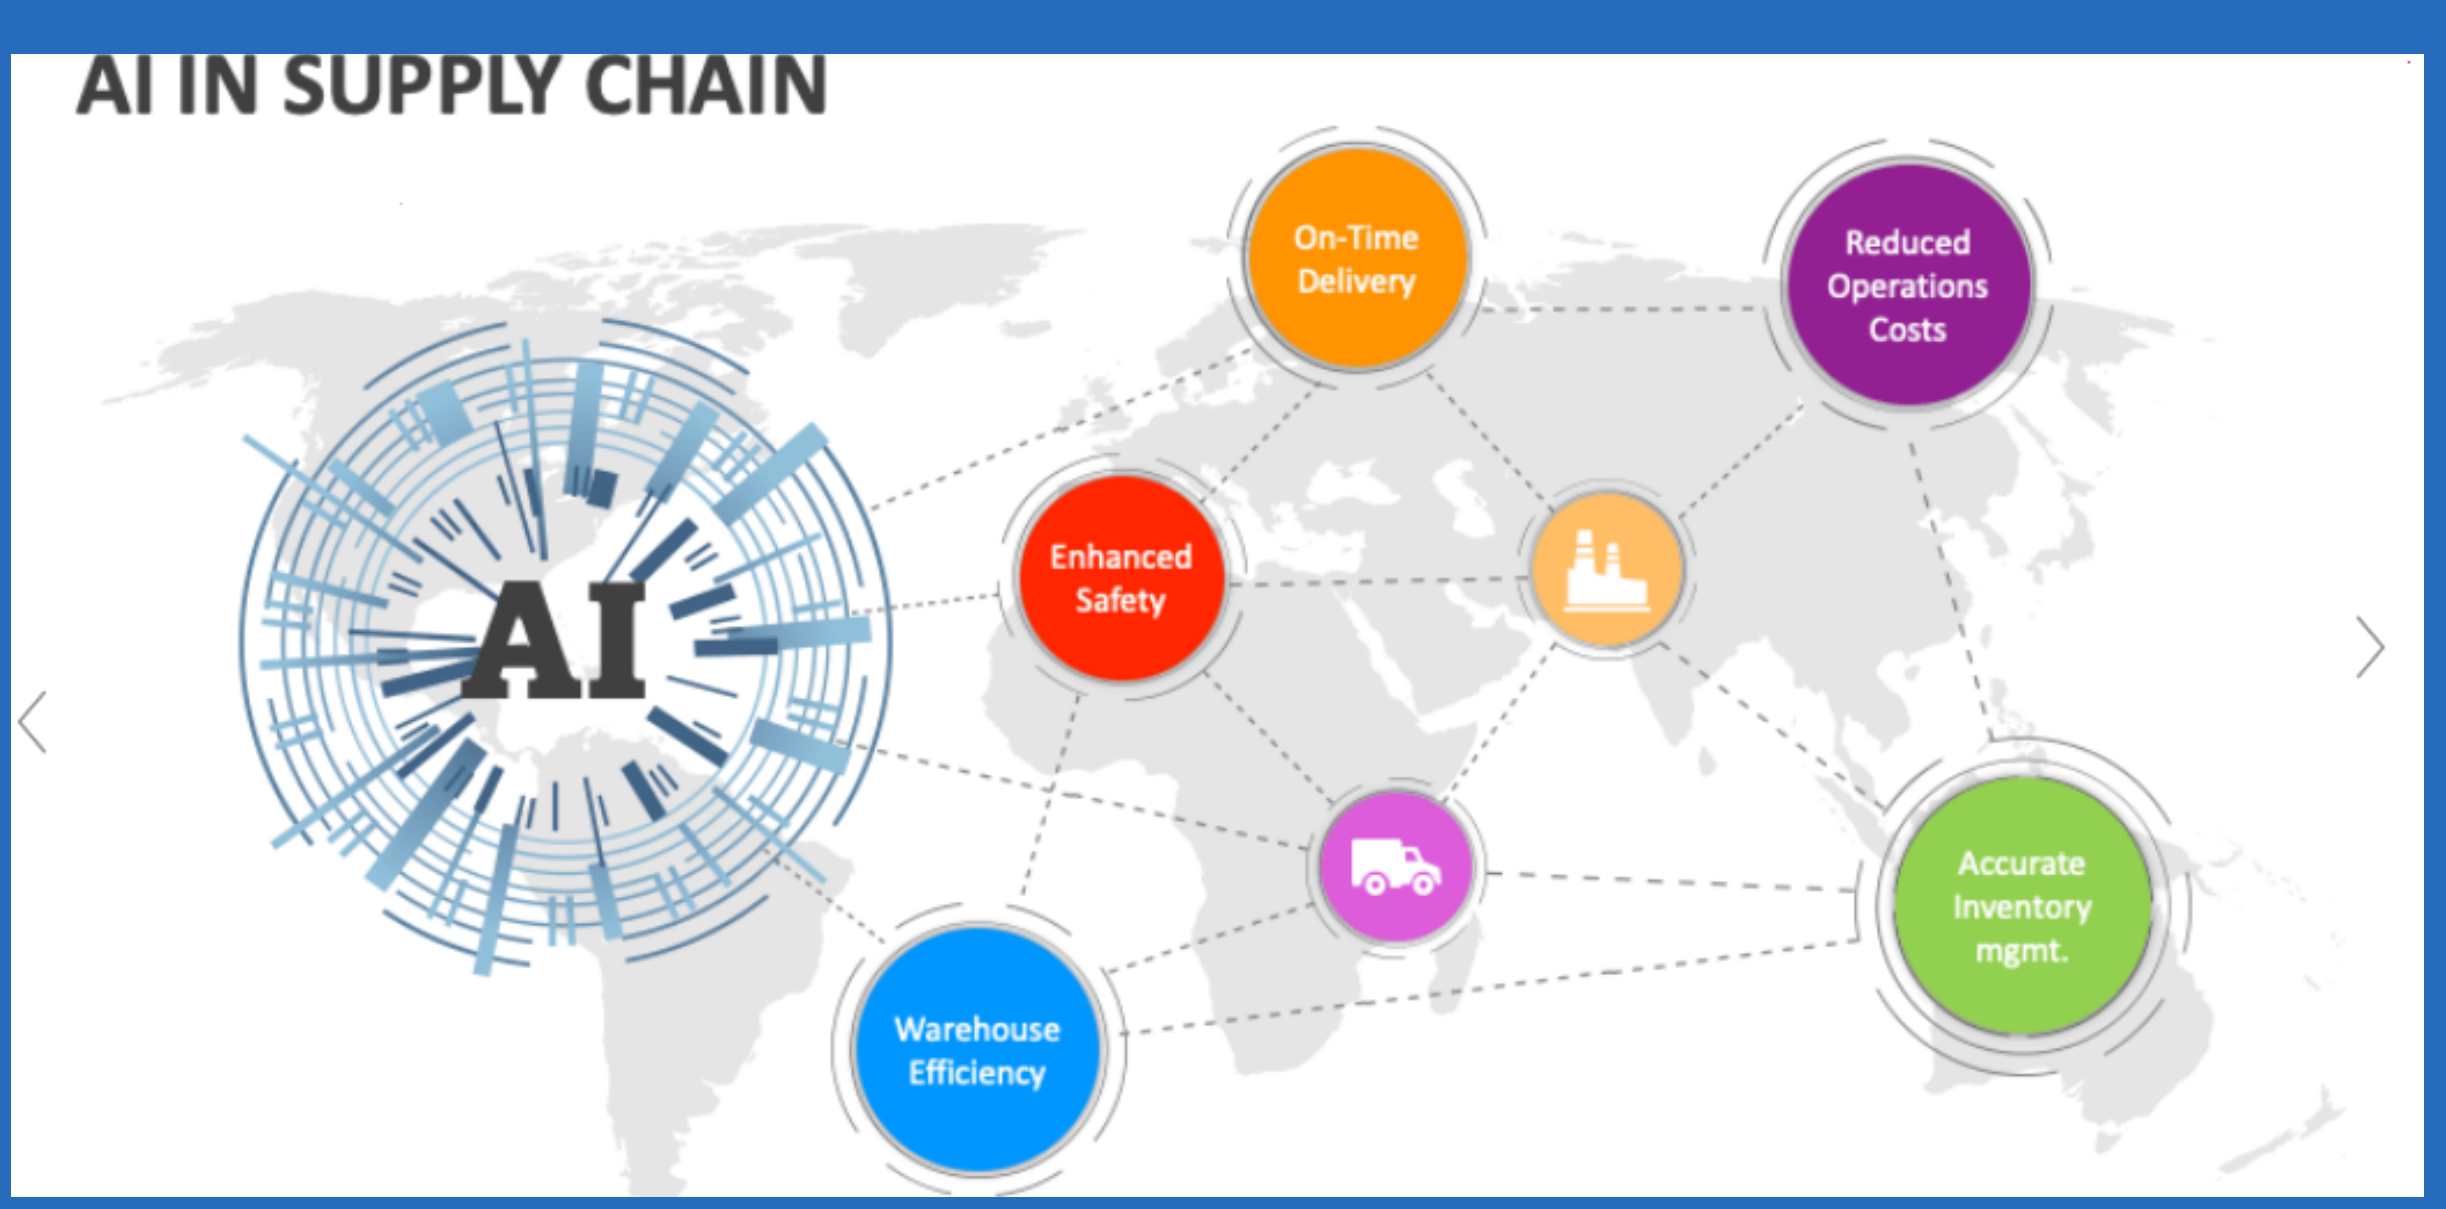 AI IN SUPPLY CHAIN
On-Time
Delivery
Reduced
Operations
Costs
Enhanced
Safety
AI
Accurate
Inventory
mgmt.
Warehouse
Efficiency